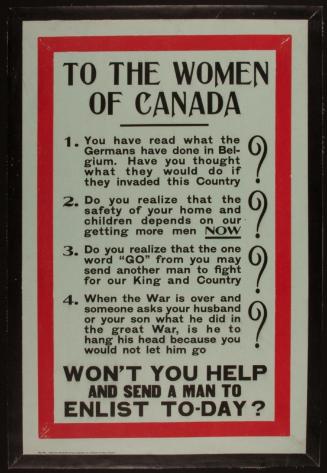 TO THE WOMEN
OF CANADA
1. You have read what the
Germans have done in Bel-
gium. Have you thought
what they would do if
they invaded this Country ?
2. Do you realize that the
safety of your home and
children depends on our
getting more men NOW ?
3. Do you realize that the one
word "GO" from you may
send another man to fight
for our King and Country ?
4. When the War is over and
someone asks your husband
or your son what he did in
the great War, is he to
hang his head because you
would not let him go ?
WON'T YOU HELP
AND SEND A MAN TO
ENLIST TO-DAY?